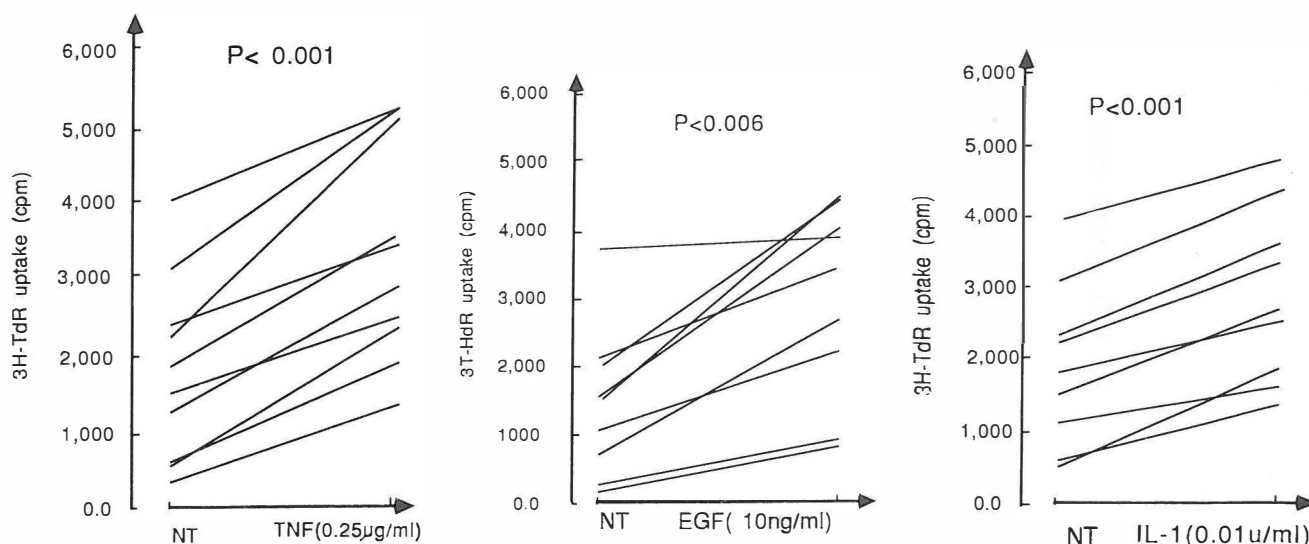 6,000
5,000
4,000
3,000
2,000
1,000
0.0
3H-TdR uptake (cpm)
P< 0.001
NT
TNF(0.25µg/ml)
6,000
5,000
4,000
3,000
2,000
1000
0.0
3T-HdR uptake (cpm)
P<0.006
NT
EGF( 10ng/ml)
6,000
5,000
4,000
3,000
2,000
1,000
0.0
3H-TdR uptake (cpm)
P<0.001
NT
IL-1(0.01u/ml)